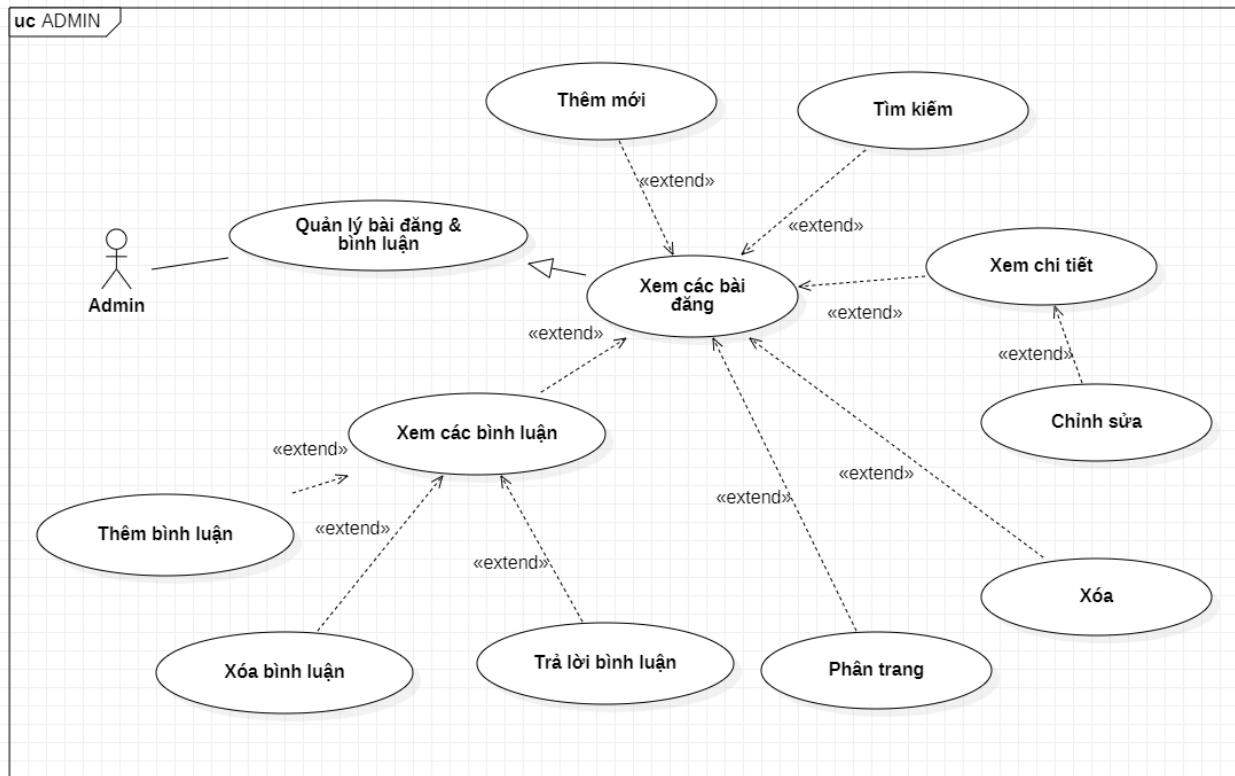 uc ADMIN
Thêm mới
Tìm kiếm
«extend»
Quản lý bài đăng &
bình luận
«extend»
Admin
Xem các bài
đăng
Xem chi tiết
«extend»
«extend»
«extend»
Chỉnh sửa
Xem các bình luận
«extend»
«extend»
«extend»
Thêm bình luận
«extend»
«extend»
Xóa
Xóa bình luận
Trả lời bình luận
Phân trang